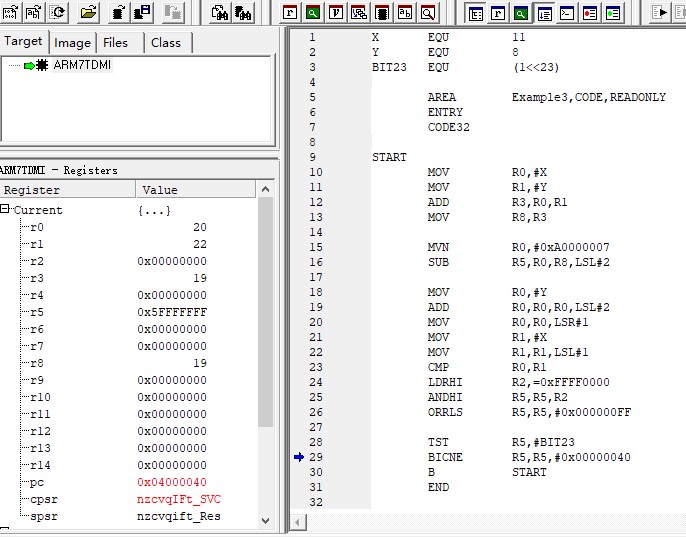 Target Image Files Class
ARM7TDMI
ARM7TDMI - Registers
Register Value
Current {...}
r0 20
r1 22
r2 0x00000000
r3 19
r4 0x00000000
r5 0x5FFFFFFF
r6 0x00000000
r7 0x00000000
r8 19
r9 0x00000000
r10 0x00000000
r11 0x00000000
r12 0x00000000
r13 0x00000000
r14 0x00000000
pc 0x04000040
cpsr nzcvqIFt_SVC
spsr nzcvqift_Res
1 X EQU 11
2 Y EQU 8
3 BIT23 EQU (1<<23)
5 AREA Example3,CODE,READONLY
6 ENTRY
7 CODE32
8
9 START
10 MOV R0,#X
11 MOV R1,#Y
12 ADD R3,R0,R1
13 MOV R8,R3
14
15 MVN R0,#0xA0000007
16 SUB R5,R0,R8,LSL#2
17
18 MOV R0,#Y
19 ADD R0,R0,R0,LSL#2
20 MOV R0,R0,LSR#1
21 MOV R1,#X
22 MOV R1,R1,LSL#1
23 CMP R0,R1
24 LDRHI R2,=0xFFFF0000
25 ANDHI R5,R5,R2
26 ORRLS R5,R5,#0x000000FF
28 TST R5,#BIT23
29 BICNE R5,R5,#0x00000040
30 B START
31 END
32